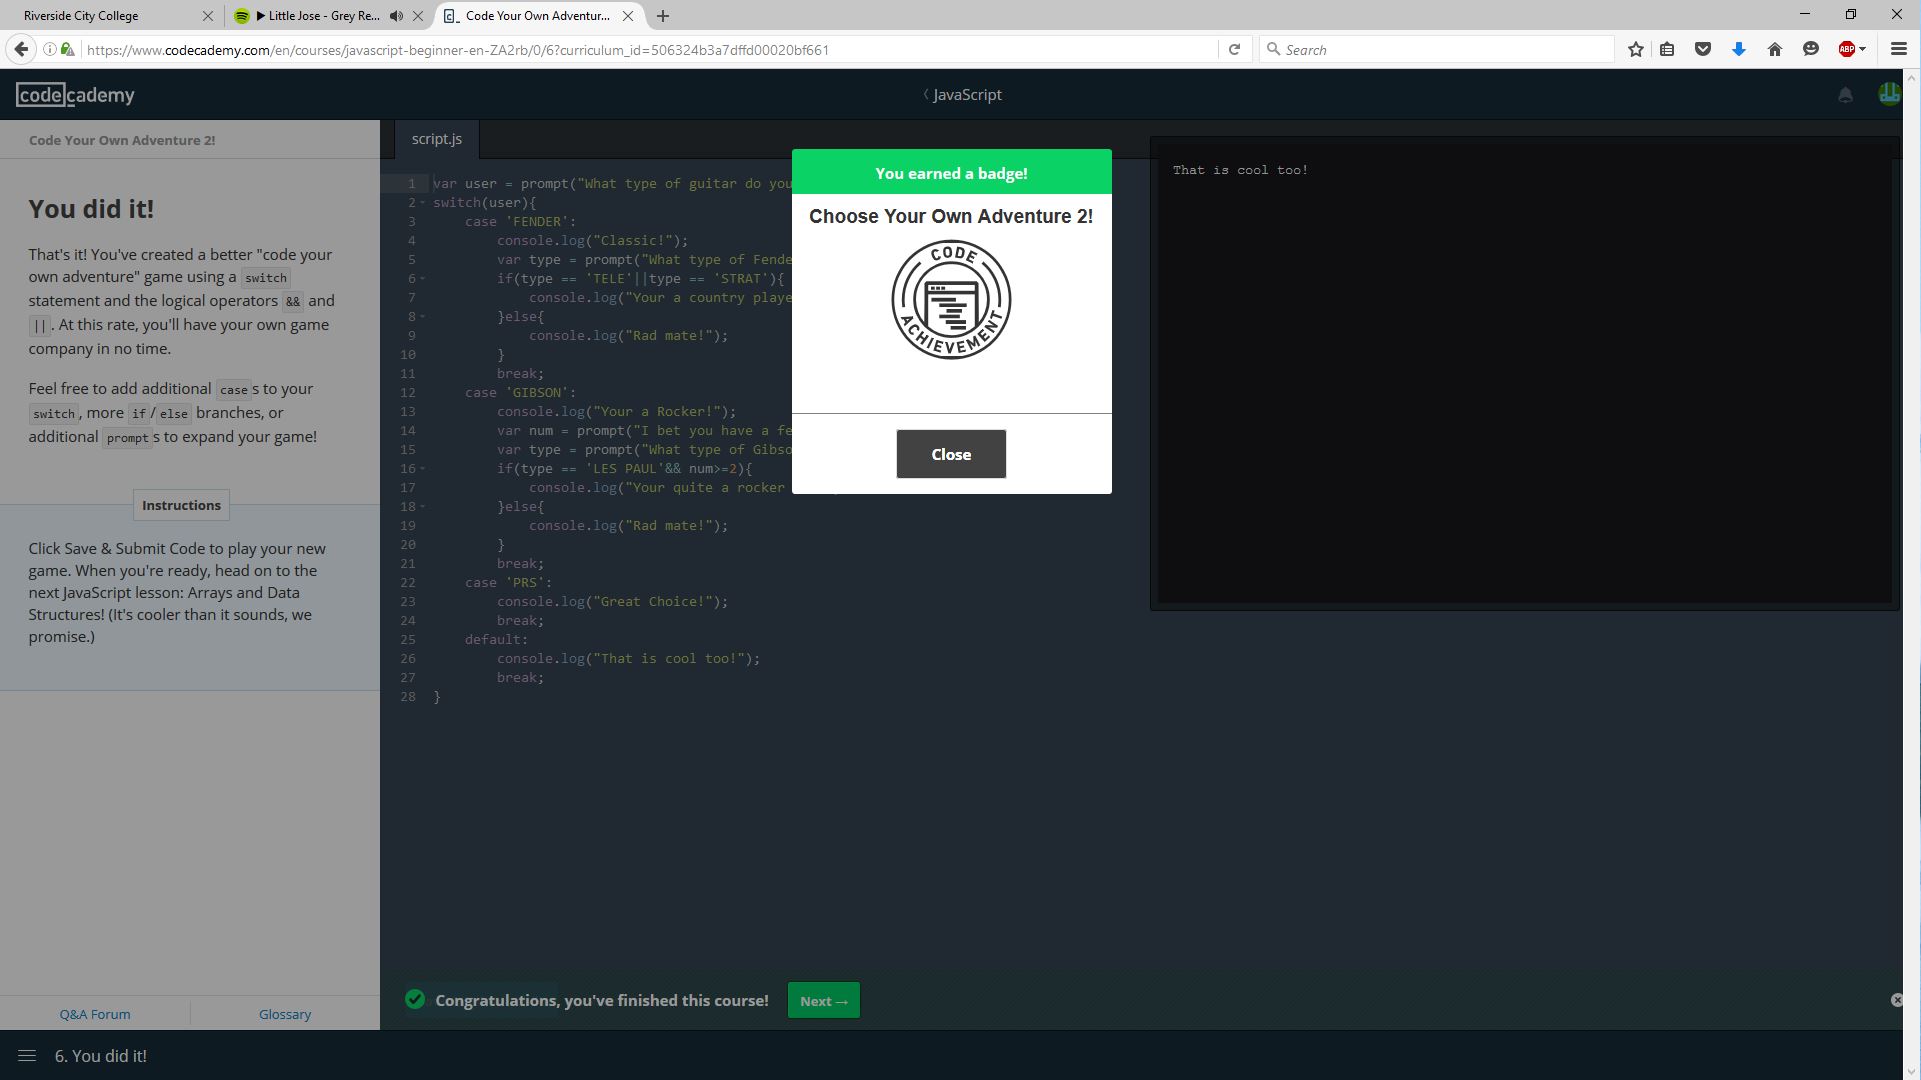 Riverside City College
Little Jose - Grey Re...
Code Your Own Adventur...
https://www.codecademy.com/en/courses/javascript-beginner-en-ZA2rb/0/6?curriculum_id=506324b3a7dffd00020bf661
Search
ABP
codecademy
JavaScript
Code Your Own Adventure 2!
You did it!
That's it! You've created a better "code your
own adventure" game using a switch
statement and the logical operators && and
||. At this rate, you'll have your own game
company in no time.
Feel free to add additional cases to your
switch, more if/else branches, or
additional prompts to expand your game!
Instructions
Click Save & Submit Code to play your new
game. When you're ready, head on to the
next JavaScript lesson: Arrays and Data
Structures! (It's cooler than it sounds, we
promise.)
Q&A Forum
Glossary
script.js
1 var user = prompt("What type of guitar do you
2 switch(user){
3 case 'FENDER':
4 console.log("Classic!");
5 var type = prompt("What type of Fende
6 if(type == 'TELE'||type == 'STRAT'){
7 console.log("Your a country playe
8 }else{
9 console.log("Rad mate!");
10 }
11 break;
12 case 'GIBSON':
13 console.log("Your a Rocker!");
14 var num = prompt("I bet you have a fe
15 var type = prompt("What type of Gibso
16 if(type == 'LES PAUL'&& num>=2){
17 console.log("Your quite a rocker
18 }else{
19 console.log("Rad mate!");
20 }
21 break;
22 case 'PRS':
23 console.log("Great Choice!");
24 break;
25 default:
26 console.log("That is cool too!");
27 break;
28 }
You earned a badge!
Choose Your Own Adventure 2!
CODE
ACHIEVEMENT
Close
That is cool too!
Congratulations, you've finished this course!
Next →
6. You did it!